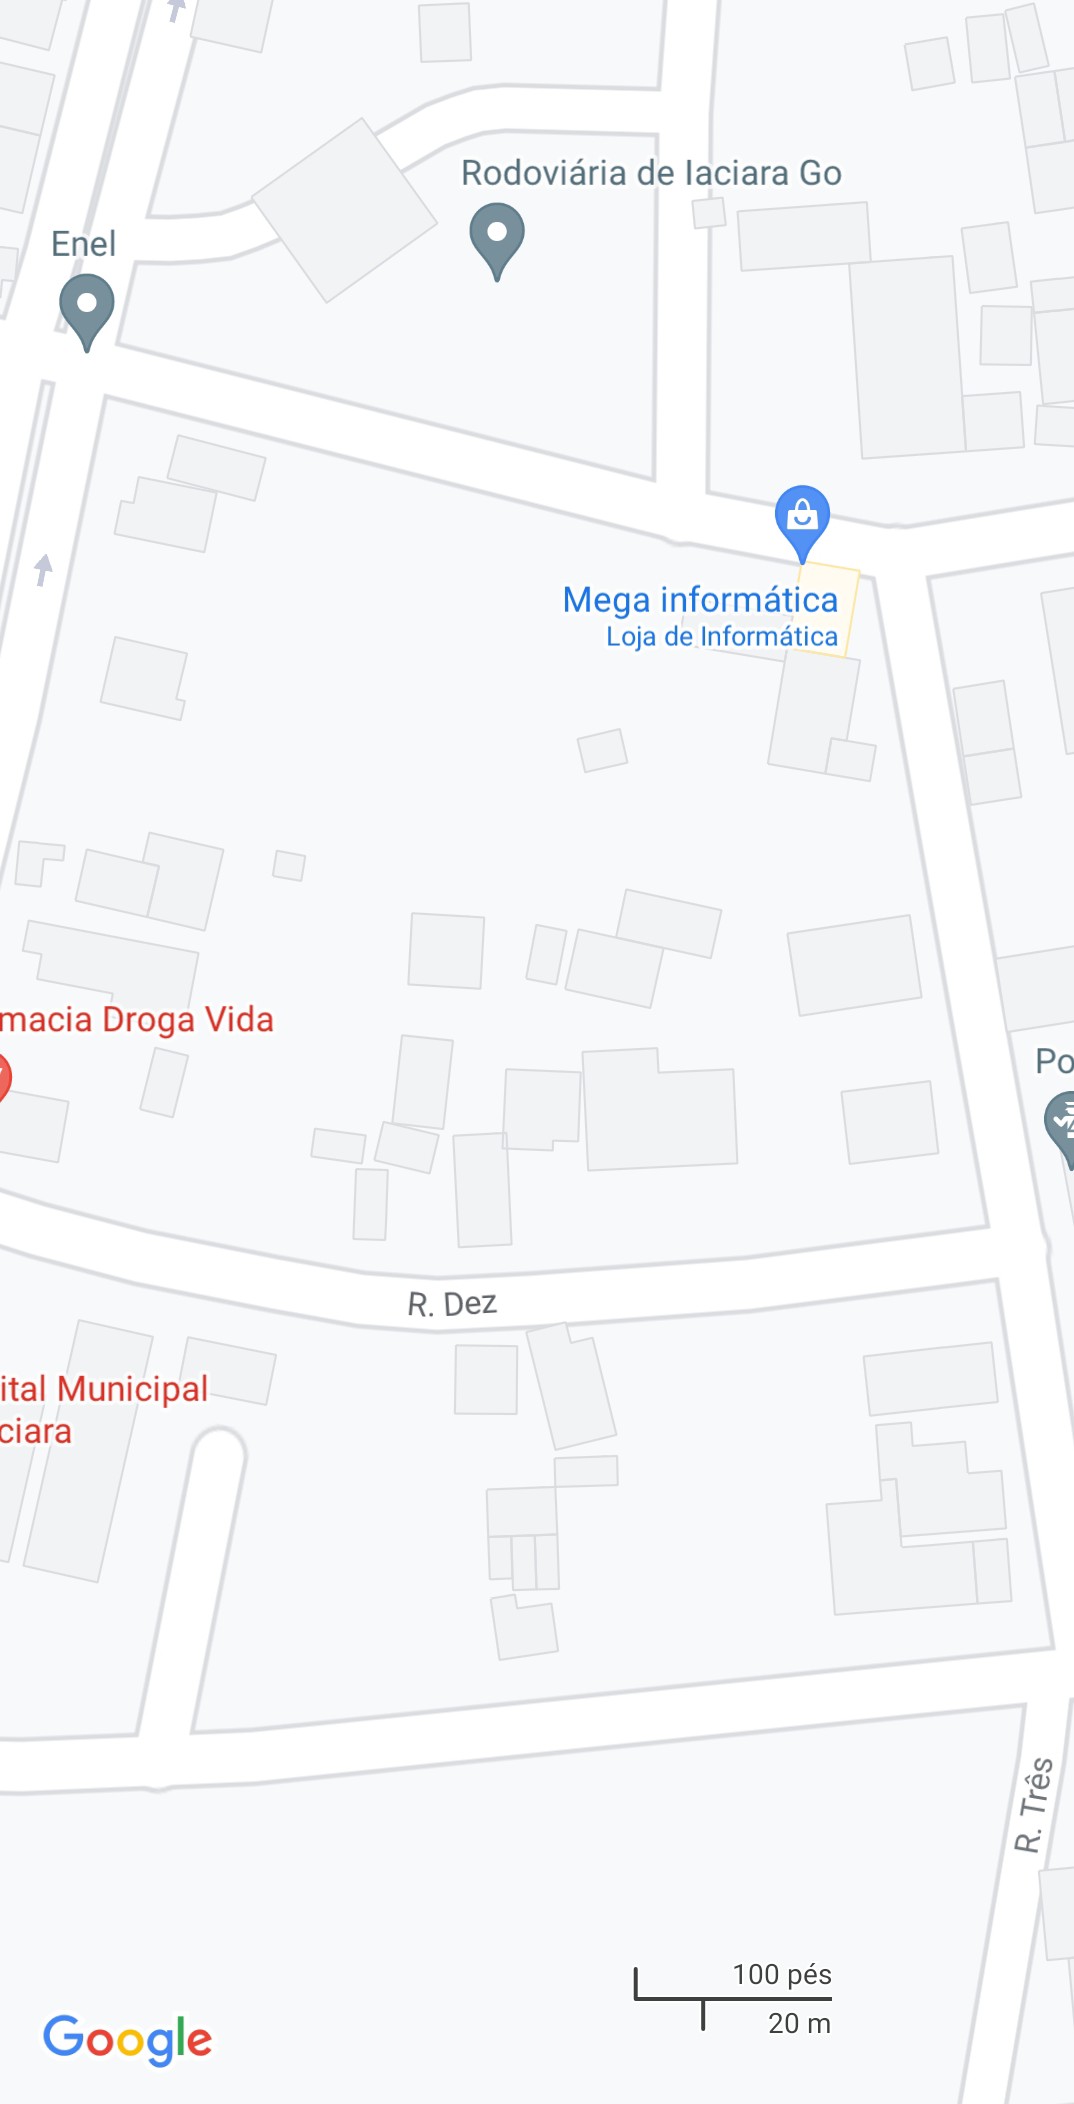 Rodoviária de Iaciara Go
Enel
Mega informática
Loja de Informática
macia Droga Vida
Po
R. Dez
ital Municipal
ciara
R. Três
100 pés
20 m
Google